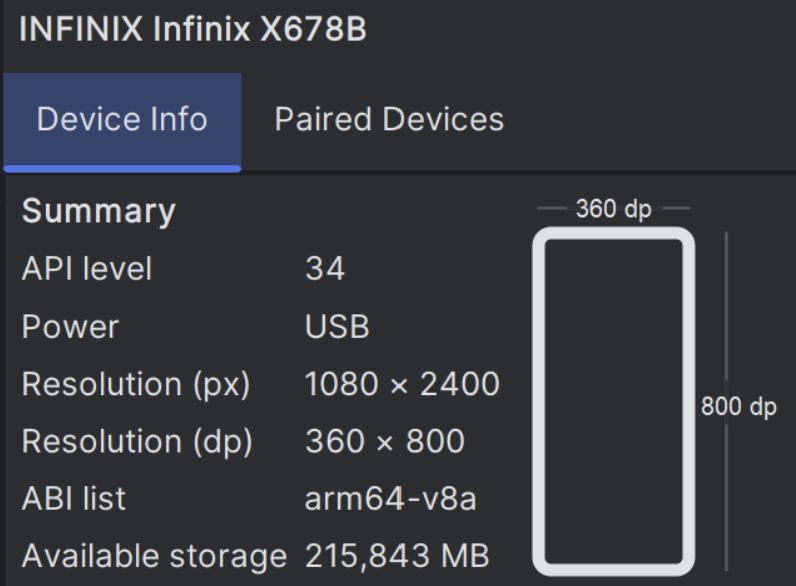 INFINIX Infinix X678B
Device Info Paired Devices
Summary
360 dp
API level 34
Power USB
Resolution (px) 1080 × 2400
800 dp
Resolution (dp) 360 × 800
ABI list arm64-v8a
Available storage 215,843 MB